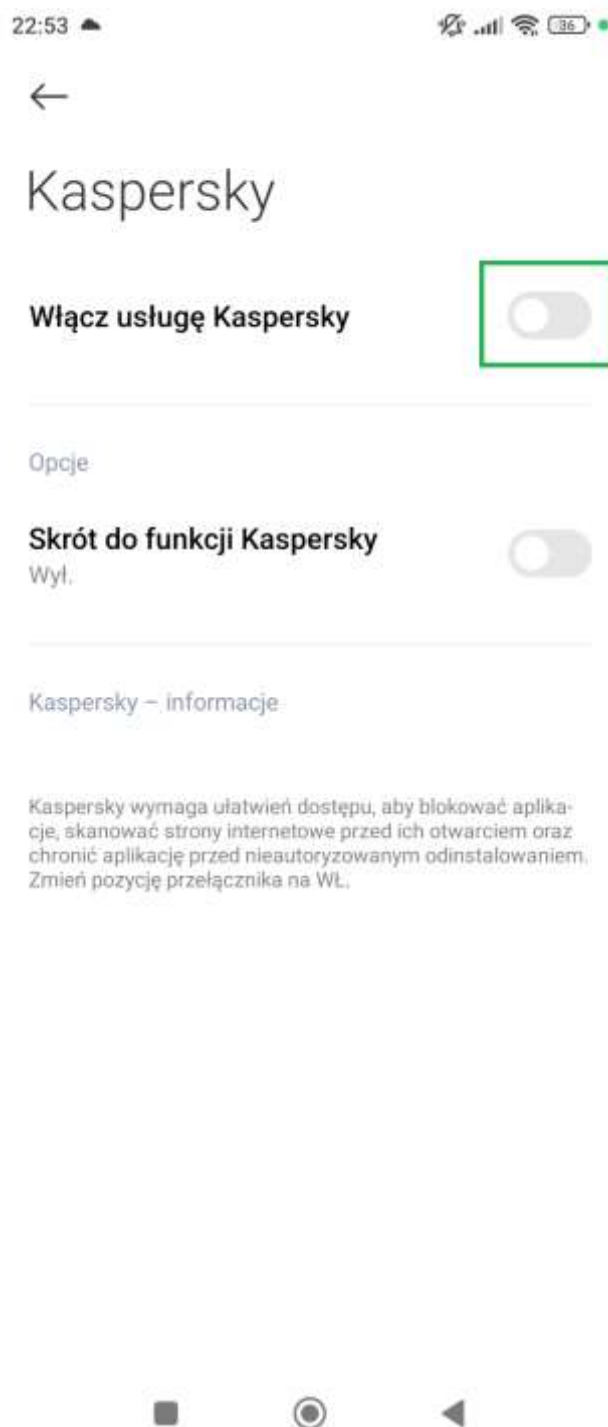 22:53
36
Kaspersky
Włącz usługę Kaspersky
Opcje
Skrót do funkcji Kaspersky
Wył.
Kaspersky – informacje
Kaspersky wymaga ułatwień dostępu, aby blokować aplika-
cje, skanować strony internetowe przed ich otwarciem oraz
chronić aplikację przed nieautoryzowanym odinstalowaniem.
Zmień pozycję przełącznika na WŁ.